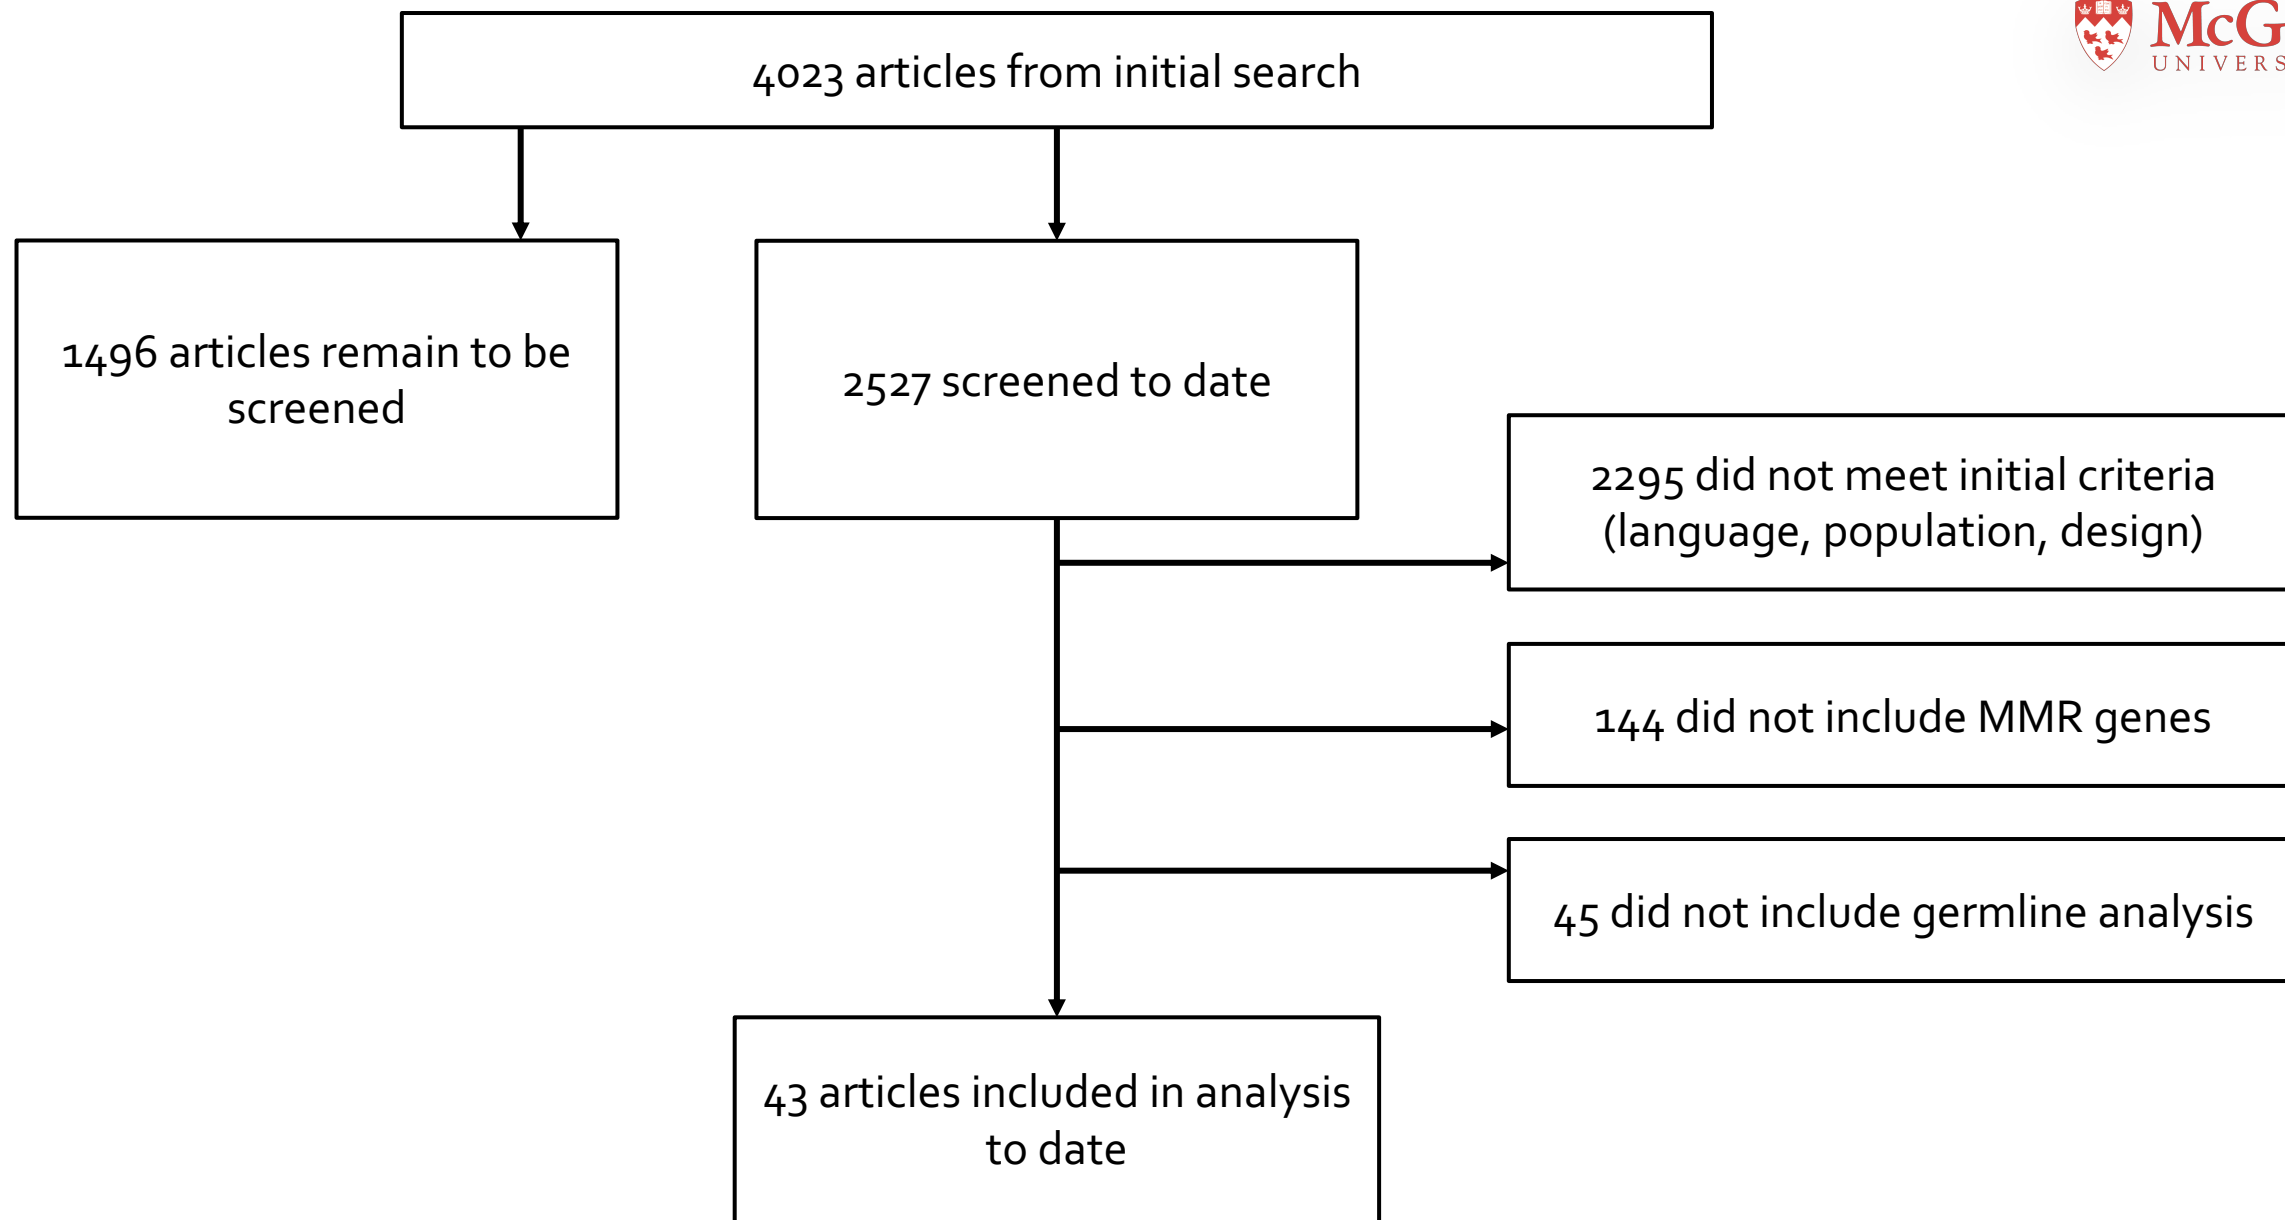 McG
UNIVERS
4023 articles from initial search
1496 articles remain to be
screened
2527 screened to date
2295 did not meet initial criteria
(language, population, design)
144 did not include MMR genes
45 did not include germline analysis
43 articles included in analysis
to date